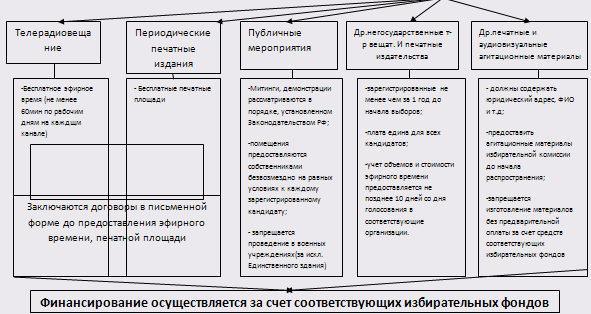 Телерадиовеща
ние
Периодические
печатные
издания
Публичные
мероприятия
Др.негосударственные т-
р вещат. И печатные
издательства
Др.печатные и
аудиовизуальные
агитационные материалы
-Бесплатное эфирное
время (не менее
60мин по рабочим
дням на каждщм
канале)
- Бесплатные печатные
площади
Заключаются договоры в письменной
форме до предоставления эфирного
времени, печатной площади
-Митинги, демонстрации
рассматриваются в
порядке, установленном
Законодательством РФ;
-помещения
предоставляются
собственниками
безвозмездно на равных
условиях к каждому
зарегистрированному
кандидату;
- запрещается
проведение в военных
учреждениях(за искл.
Единственного здания)
-зарегистрированные не
менее чем за 1 год до
начала выборов;
-плата едина для всех
кандидатов;
-учет объемов и стоимости
эфирного времени
предоставляется не
позднее 10 дней со дня
голосования в
соответствующие
организации.
- должны содержать
юридический адрес, ФИО
и т.д;
-предоставить
агитационные материалы
избирательной комиссии
до начала
распространения;
-запрещается
изготовление материалов
без предварительной
оплаты за счет средств
соответствующих
избирательных фондов
Финансирование осуществляется за счет соответствующих избирательных фондов